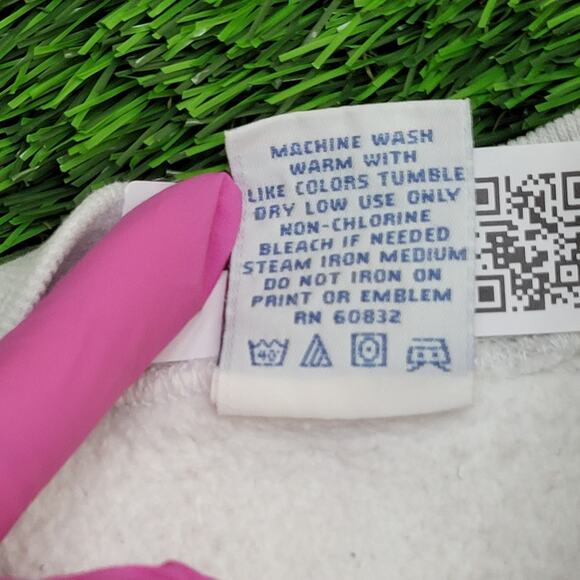 MACHINE WASH
WARM WITH
LIKE COLORS TUMBLE
DRY LOW USE ONLY
NON-CHLORINE
BLEACH IF NEEDED
STEAM IRON MEDIUM
DO NOT IRON ON
PRINT OR EMBLEM
RN 60832
40°